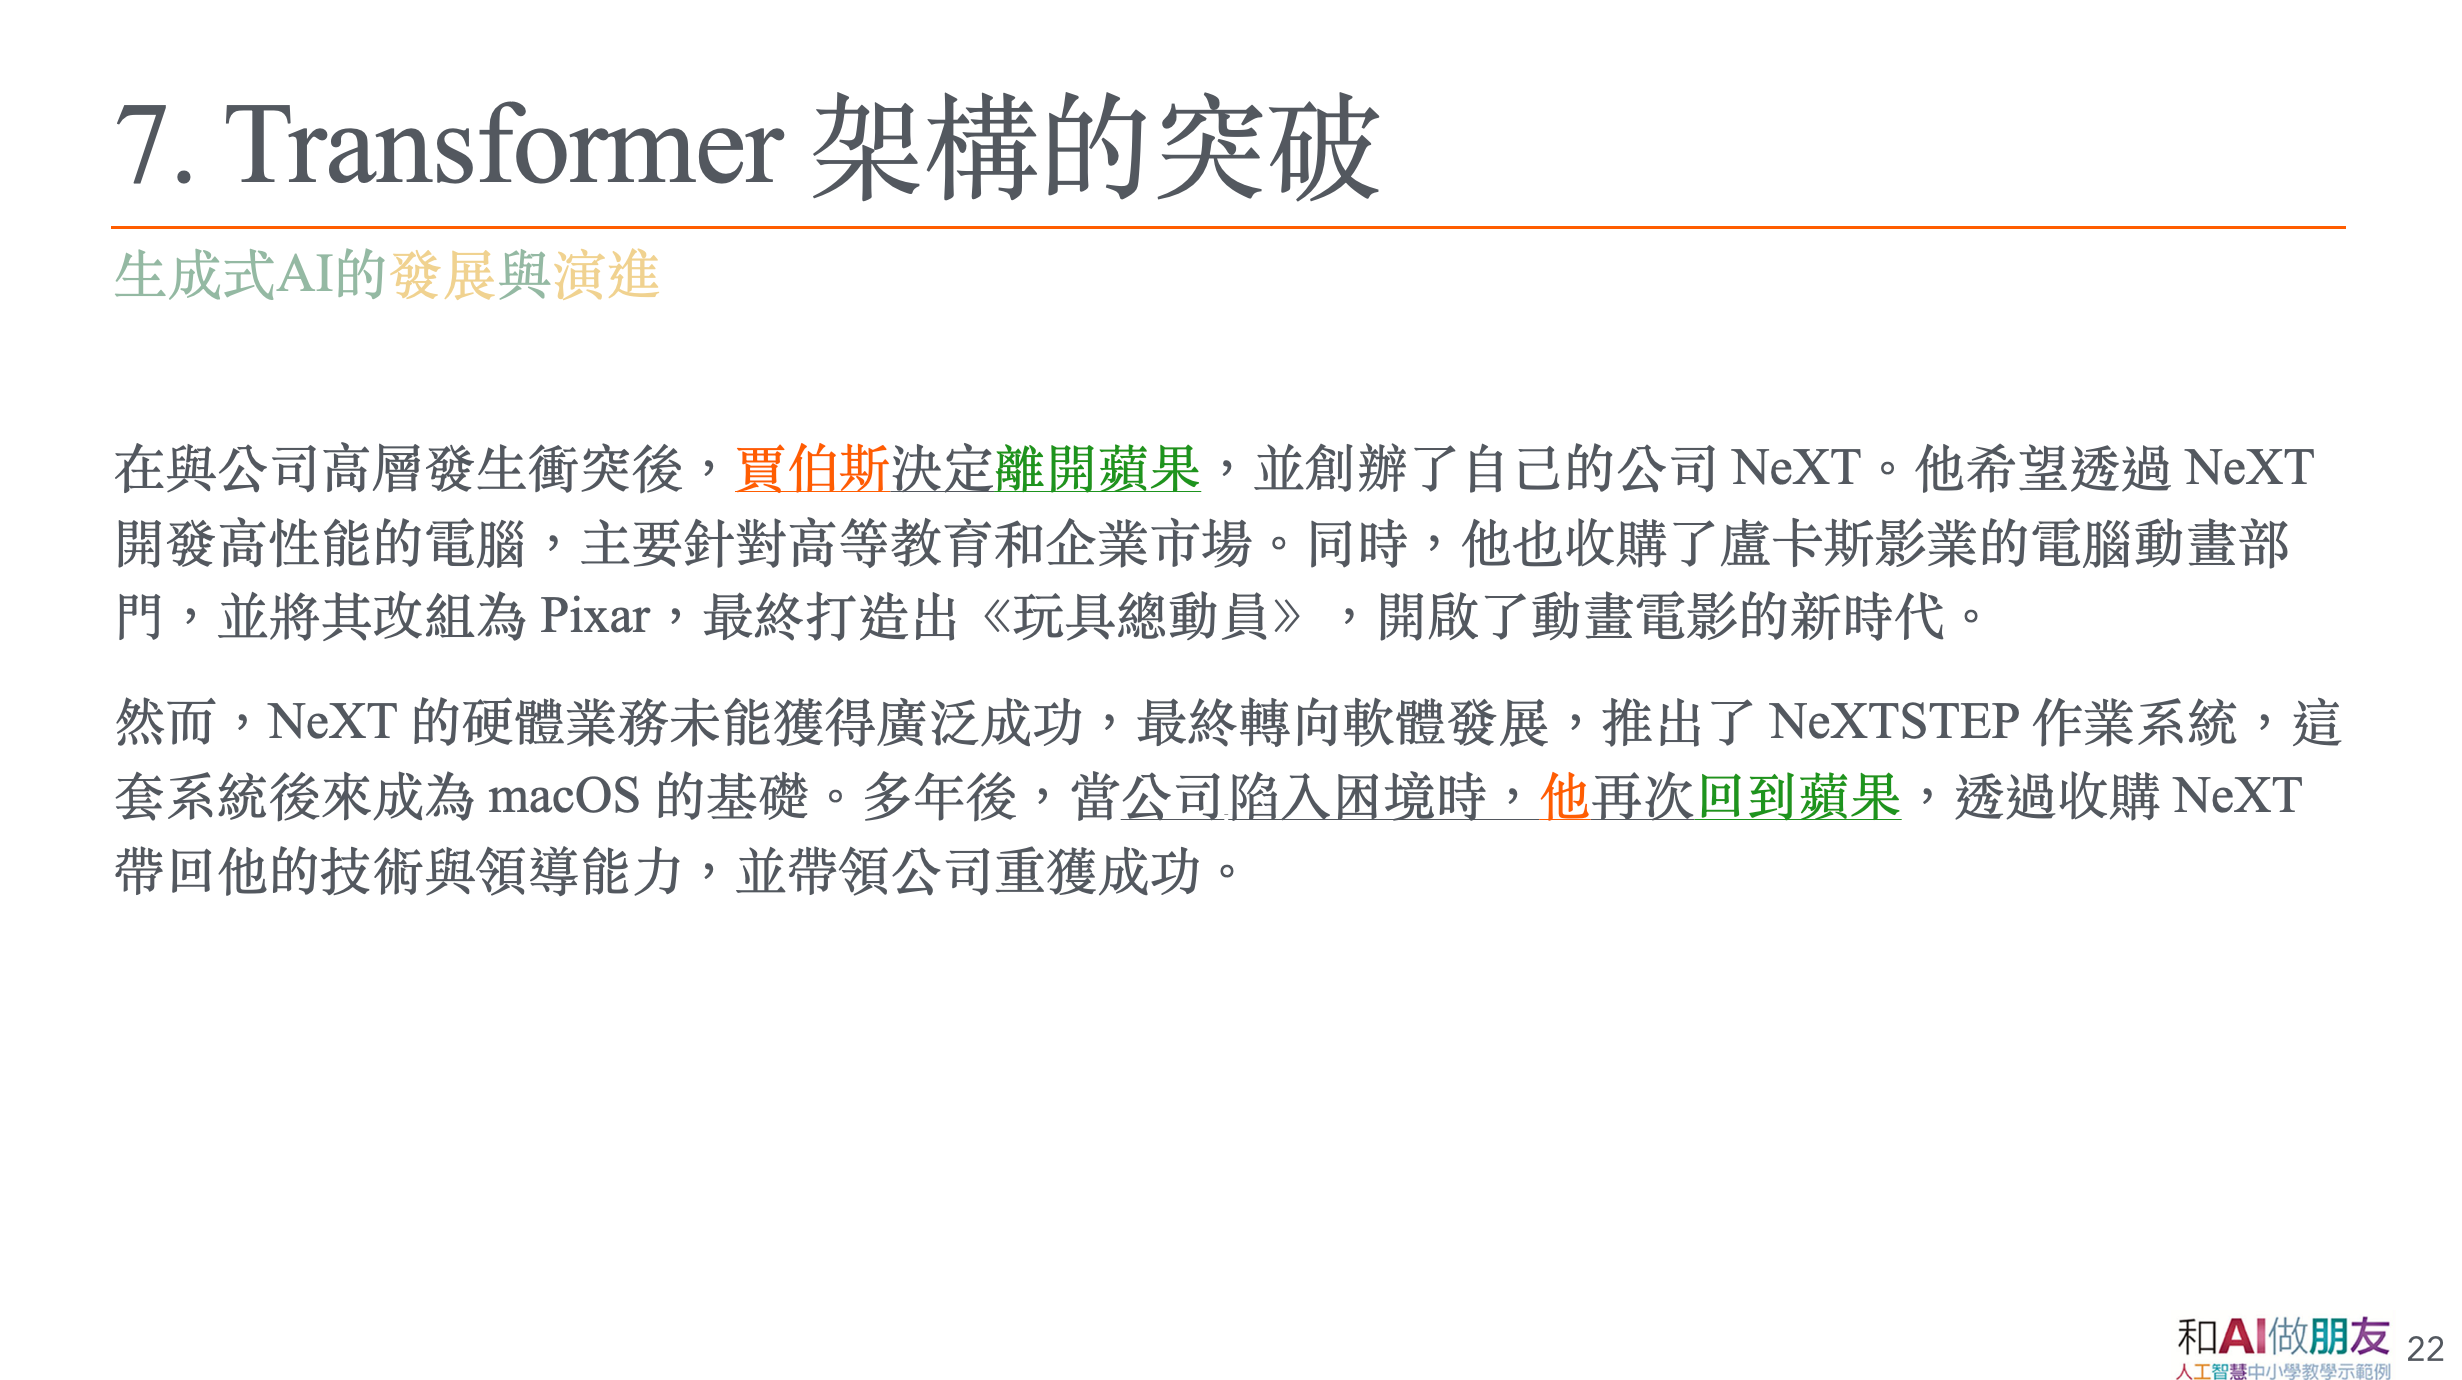 7. Transformer 架構的突破
生成式AI的發展與演進
在與公司高層發生衝突後，賈伯斯決定離開蘋果，並創辦了自己的公司 NeXT。他希望透過 NeXT
開發高性能的電腦，主要針對高等教育和企業市場。同時，他也收購了盧卡斯影業的電腦動畫部
門，並將其改組為 Pixar，最終打造出《玩具總動員》，開啟了動畫電影的新時代。
然而，NeXT 的硬體業務未能獲得廣泛成功，最終轉向軟體發展，推出了 NeXTSTEP 作業系統，這
套系統後來成為 macOS 的基礎。多年後，當公司陷入困境時，他再次回到蘋果，透過收購 NeXT
帶回他的技術與領導能力，並帶領公司重獲成功。
和AI做朋友
人工智慧中小學教學示範例
22